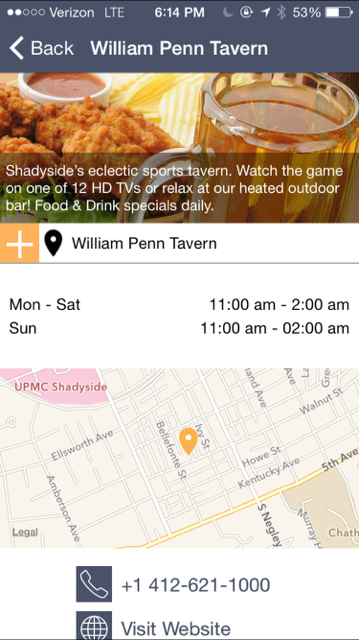 Verizon LTE 6:14 PM 53%
Back William Penn Tavern
Shadyside's eclectic sports tavern. Watch the game
on one of 12 HD TVs or relax at our heated outdoor
bar! Food & Drink specials daily.
William Penn Tavern
Mon - Sat 11:00 am - 2:00 am
Sun 11:00 am - 02:00 am
UPMC Shadyside
Walnut St
Ellsworth Ave
Bellefonte St
Ivy St
Howe St
Kentucky Ave
5th Ave
Amberson Ave
S Negley
Murray H
Chath
Legal
+1 412-621-1000
Visit Website